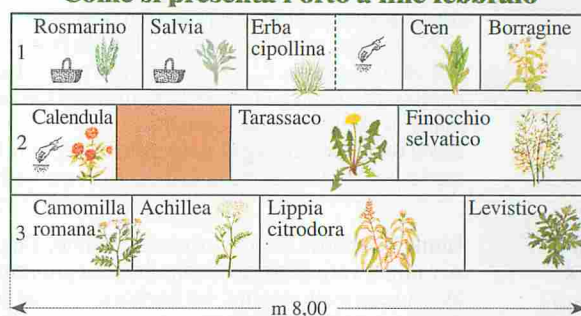 Come si presenta l'orto a fine febbraio
1
Rosmarino
Salvia
Erba
cipollina
Cren
Borragine
2
Calendula
Tarassaco
Finocchio
selvatico
3
Camomilla
romana
Achillea
Lippia
citrodora
Levistico
m 8,00